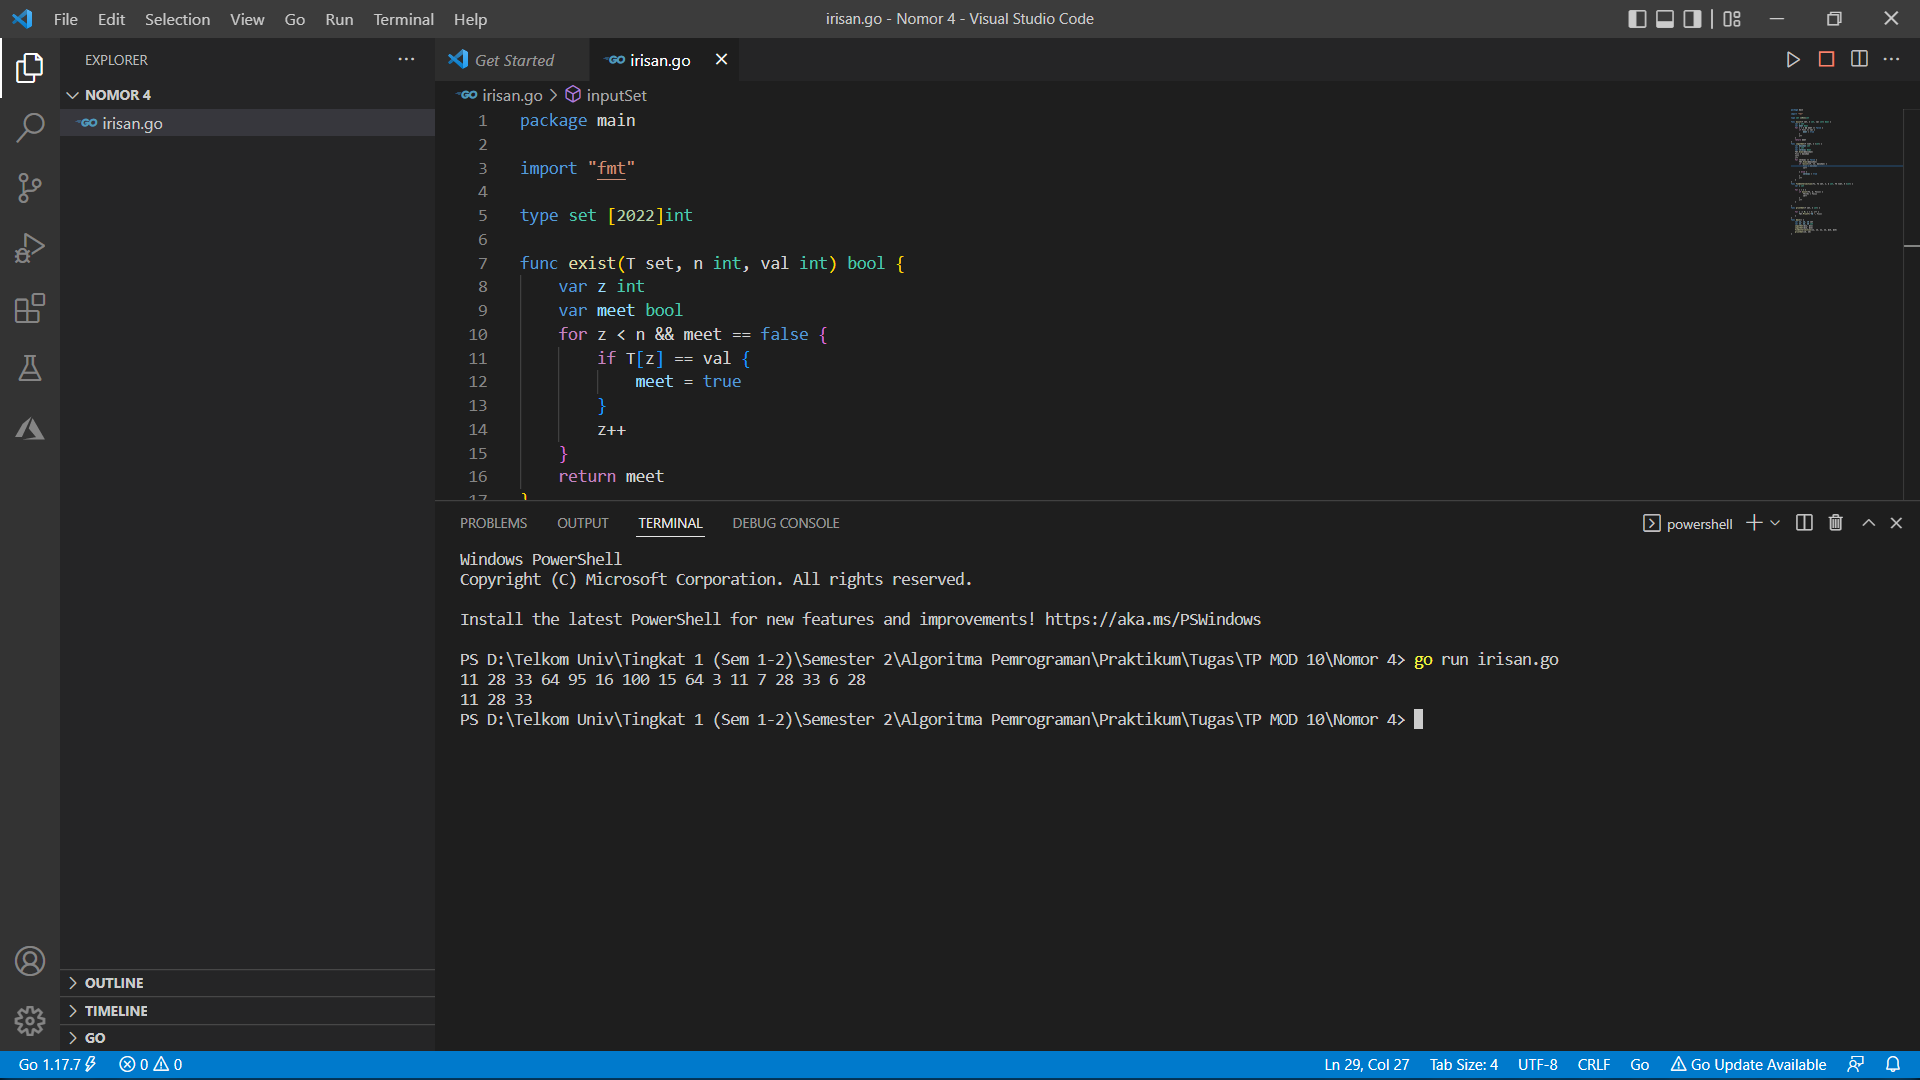 File Edit Selection View Go Run Terminal Help
irisan.go - Nomor 4 - Visual Studio Code
EXPLORER
NOMOR 4
irisan.go
Get Started
irisan.go
irisan.go > inputSet
1 package main
2
3 import "fmt"
4
5 type set [2022]int
6
7 func exist(T set, n int, val int) bool {
8 var z int
9 var meet bool
10 for z < n && meet == false {
11 if T[z] == val {
12 meet = true
13 }
14 z++
15 }
16 return meet
17 }
PROBLEMS OUTPUT TERMINAL DEBUG CONSOLE
powershell
Windows PowerShell
Copyright (C) Microsoft Corporation. All rights reserved.
Install the latest PowerShell for new features and improvements! https://aka.ms/PSWindows
PS D:\Telkom Univ\Tingkat 1 (Sem 1-2)\Semester 2\Algoritma Pemrograman\Praktikum\Tugas\TP MOD 10\Nomor 4> go run irisan.go
11 28 33 64 95 16 100 15 64 3 11 7 28 33 6 28
11 28 33
PS D:\Telkom Univ\Tingkat 1 (Sem 1-2)\Semester 2\Algoritma Pemrograman\Praktikum\Tugas\TP MOD 10\Nomor 4>
OUTLINE
TIMELINE
GO
Go 1.17.7 0 0 Ln 29, Col 27 Tab Size: 4 UTF-8 CRLF Go Go Update Available